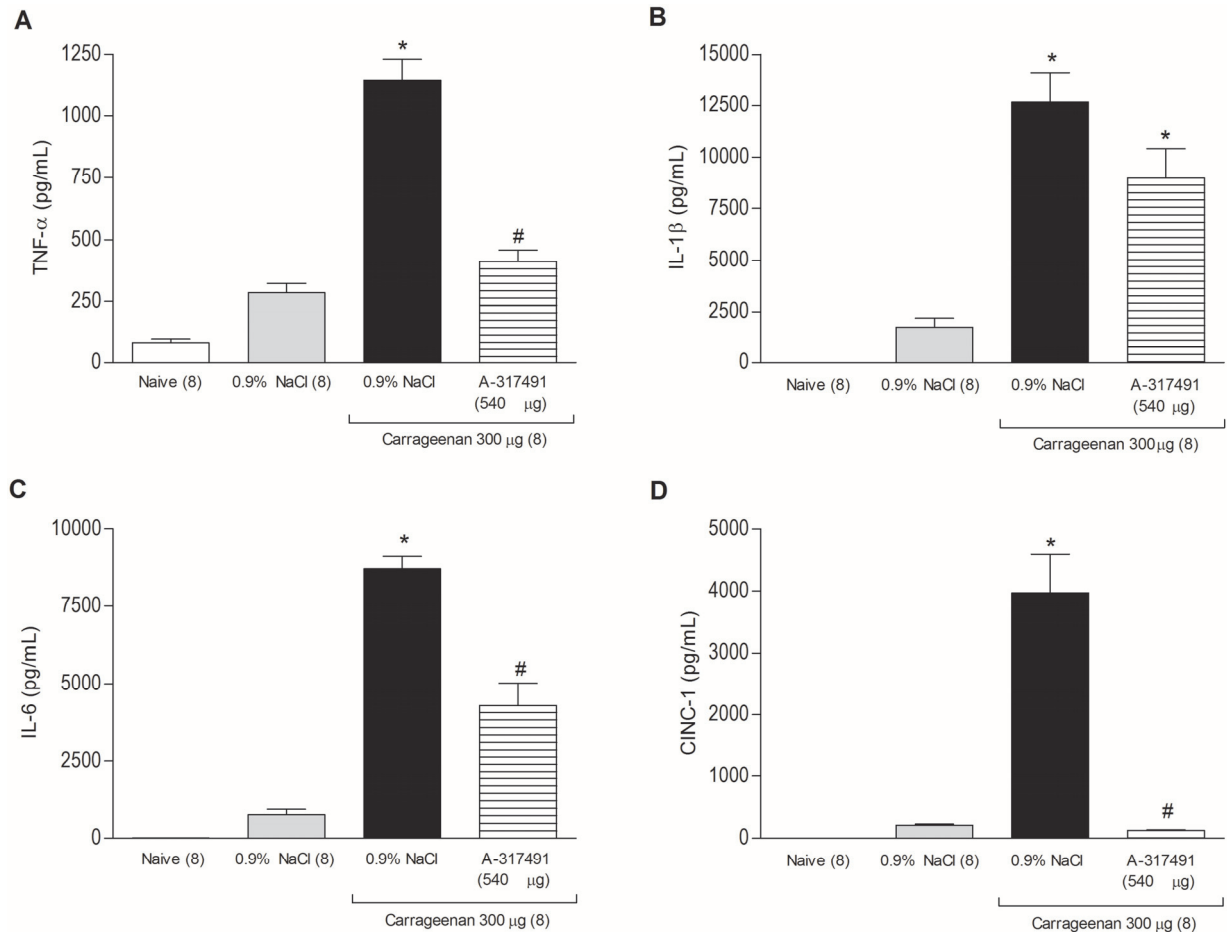 A
TNF-α (pg/mL)
1250
1000
750
500
250
0
*
#
Naive (8)
0.9% NaCl (8)
0.9% NaCl
A-317491
(540 μg)
Carrageenan 300 μg (8)
B
IL-1β (pg/mL)
15000
12500
10000
7500
5000
2500
0
*
*
Naive (8)
0.9% NaCl (8)
0.9% NaCl
A-317491
(540 μg)
Carrageenan 300μg (8)
C
IL-6 (pg/mL)
10000
7500
5000
2500
0
*
#
Naive (8)
0.9% NaCl (8)
0.9% NaCl
A-317491
(540 μg)
Carrageenan 300 μg (8)
D
CINC-1 (pg/mL)
5000
4000
3000
2000
1000
0
*
#
Naive (8)
0.9% NaCl (8)
0.9% NaCl
A-317491
(540 μg)
Carrageenan 300 μg (8)